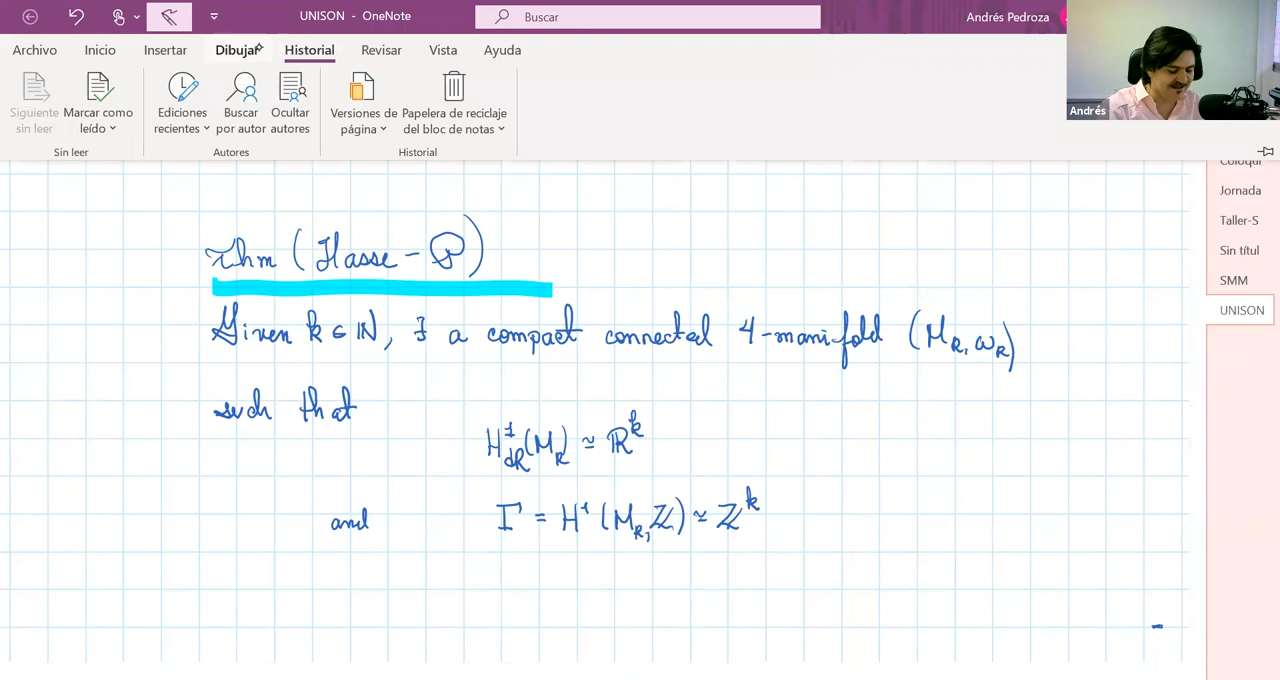 UNISON - OneNote
Buscar
Andrés Pedroza
Archivo Inicio Insertar Dibujar Historial Revisar Vista Ayuda
Siguiente sin leer
Marcar como leído
Ediciones recientes
Buscar por autor
Ocultar autores
Versiones de página
Papelera de reciclaje del bloc de notas
Sin leer
Autores
Historial
Andrés
Coloqui
Jornada
Taller-S
Sin títul
SMM
UNISON
Thm (Hasse - P)
Given k ∈ ℕ, ∃ a compact connected 4-manifold (M_k, ω_k)
such that
H¹_dR(M_k) ≃ ℝ^k
and Γ = H¹(M_k, ℤ) ≃ ℤ^k